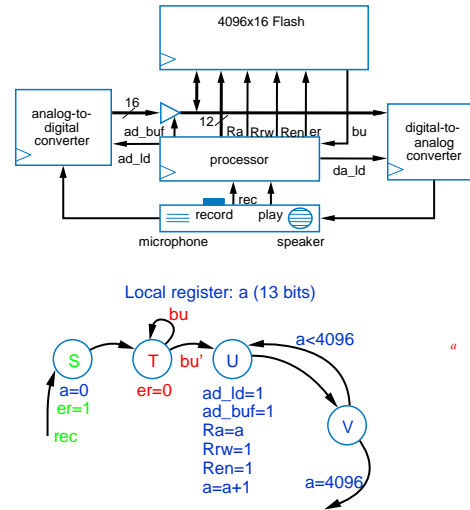 4096x16 Flash
16
analog-to-
digital
converter
ad_buf
12
Ra
Rrw
Ren
er
bu
digital-to-
analog
converter
ad_ld
processor
da_ld
rec
record
play
microphone
speaker
Local register: a (13 bits)
bu
a<4096
a
S
T
bu'
U
a=0
er=1
er=0
rec
ad_ld=1
ad_buf=1
Ra=a
Rrw=1
Ren=1
a=a+1
V
a=4096